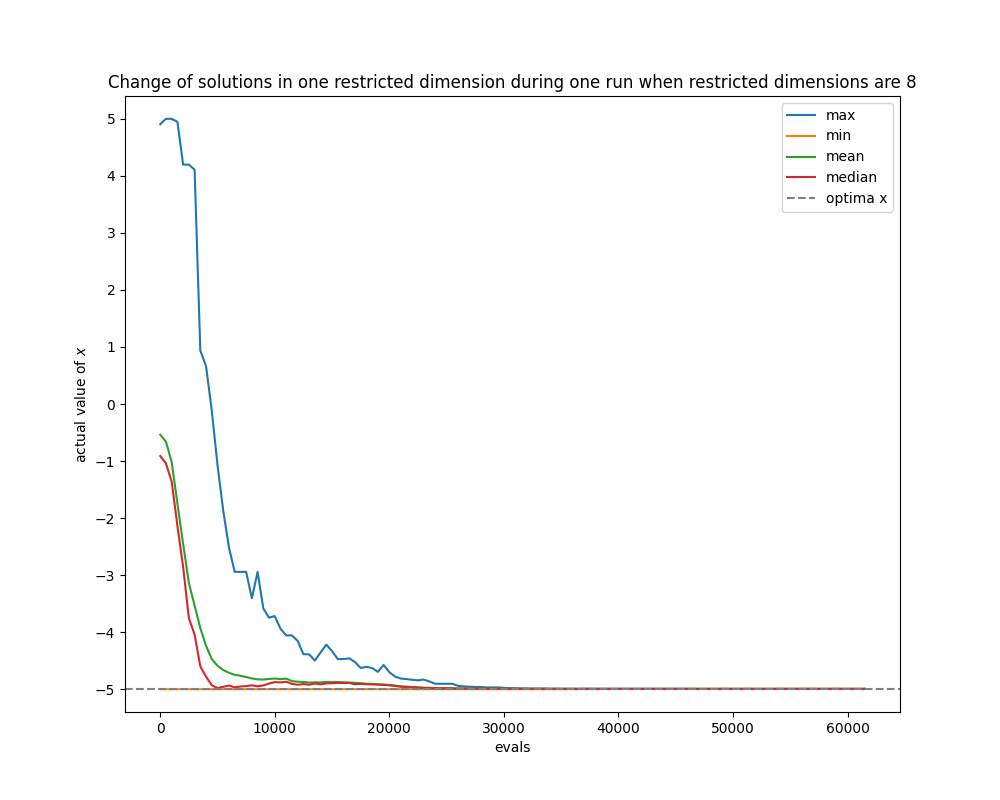 Change of solutions in one restricted dimension during one run when restricted dimensions are 8
max
min
mean
median
optima x
actual value of x
5
4
3
2
1
0
−1
−2
−3
−4
−5
0 10000 20000 30000 40000 50000 60000
evals